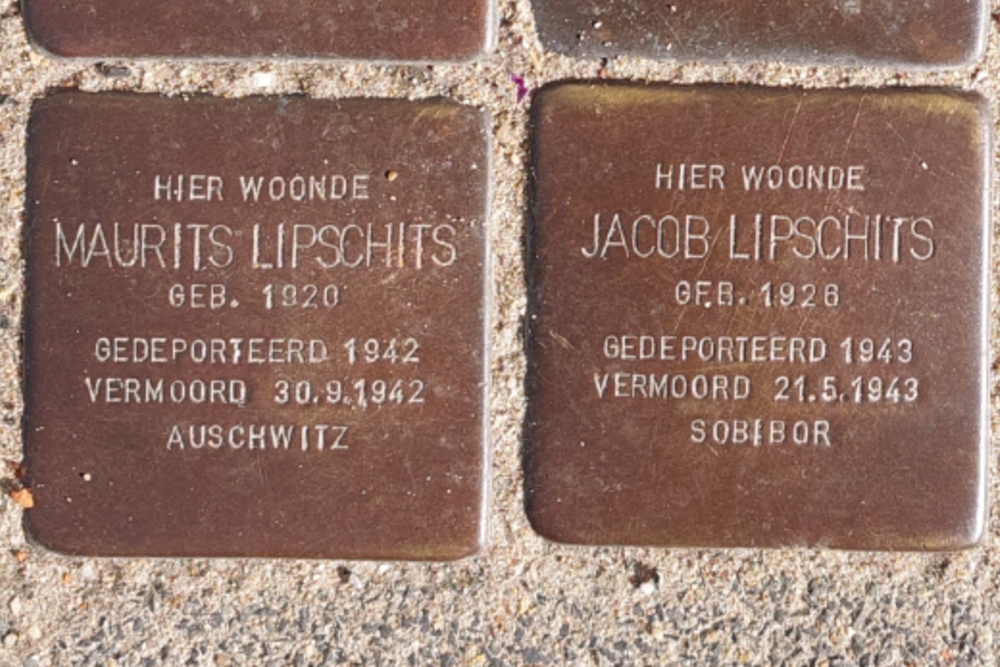 HIER WOONDE
MAURITS LIPSCHITS
GEB. 1920
GEDEPORTEERD 1942
VERMOORD 30.9.1942
AUSCHWITZ
HIER WOONDE
JACOB LIPSCHITS
GEB. 1926
GEDEPORTEERD 1943
VERMOORD 21.5.1943
SOBIBOR